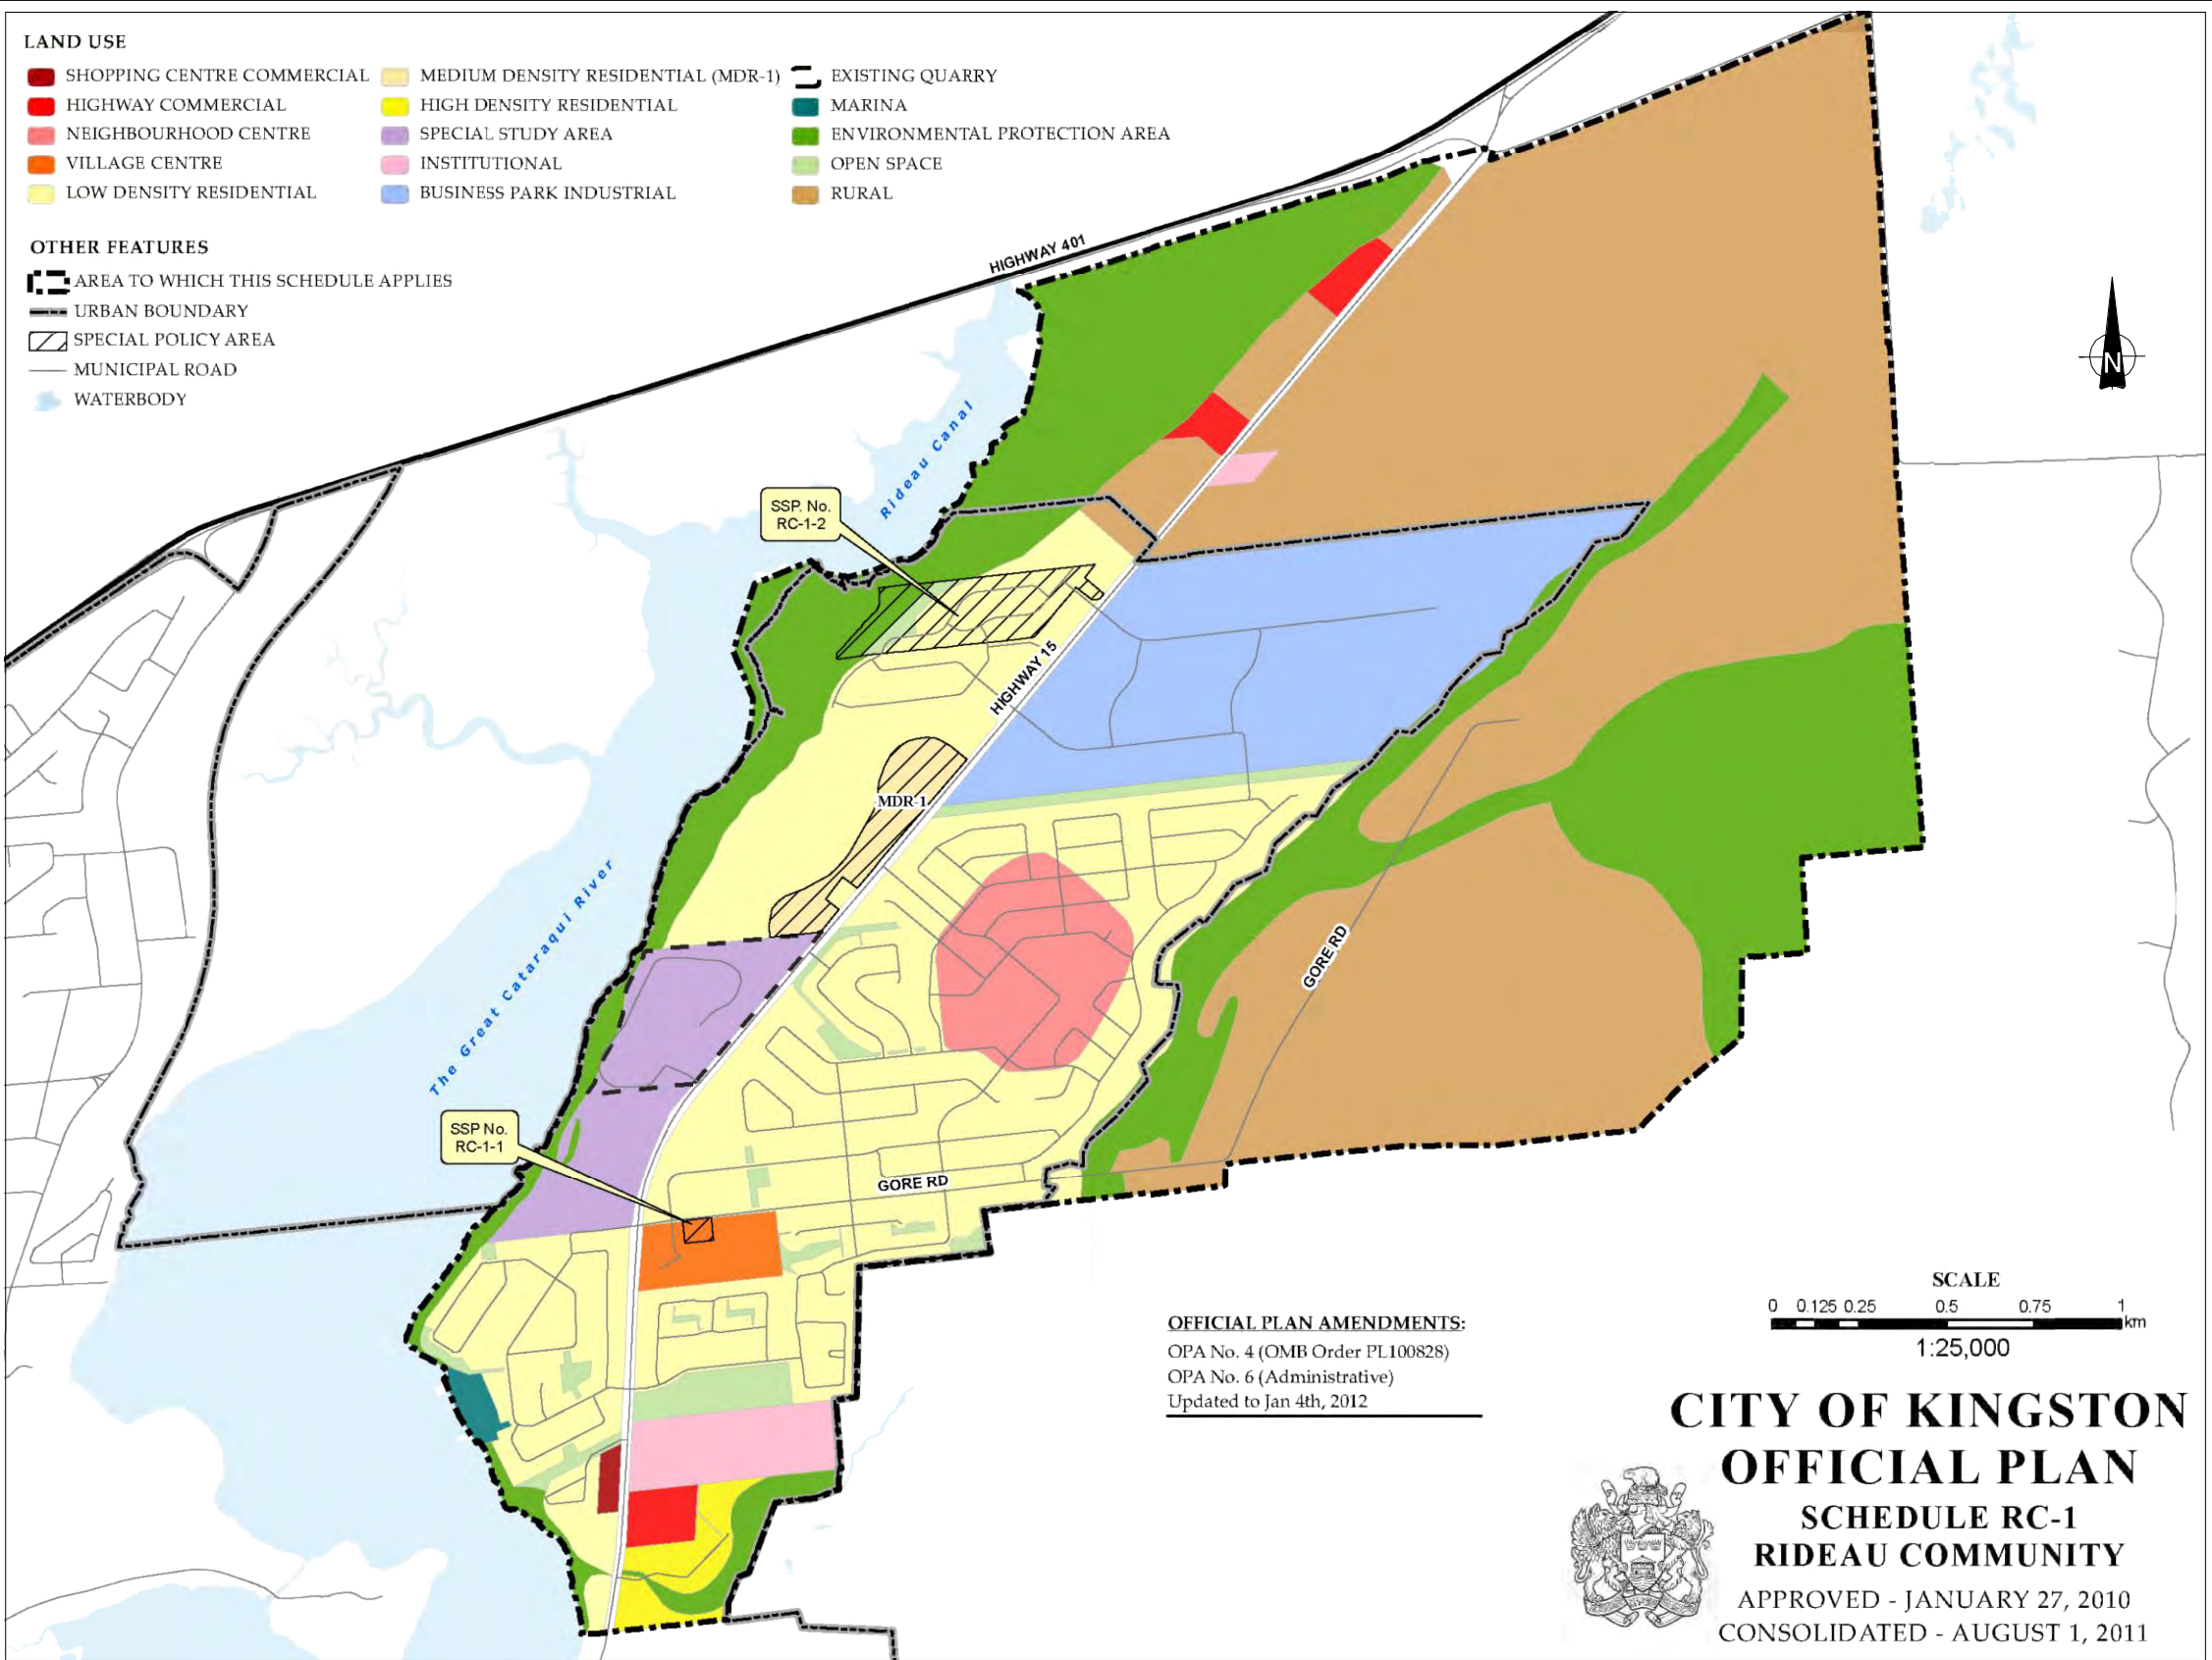 LAND USE
SHOPPING CENTRE COMMERCIAL
HIGHWAY COMMERCIAL
NEIGHBOURHOOD CENTRE
VILLAGE CENTRE
LOW DENSITY RESIDENTIAL
MEDIUM DENSITY RESIDENTIAL (MDR-1)
HIGH DENSITY RESIDENTIAL
SPECIAL STUDY AREA
INSTITUTIONAL
BUSINESS PARK INDUSTRIAL
EXISTING QUARRY
MARINA
ENVIRONMENTAL PROTECTION AREA
OPEN SPACE
RURAL
OTHER FEATURES
AREA TO WHICH THIS SCHEDULE APPLIES
URBAN BOUNDARY
SPECIAL POLICY AREA
MUNICIPAL ROAD
WATERBODY
HIGHWAY 401
N
Rideau Canal
SSP. No.
RC-1-2
HIGHWAY 15
MDR-1
The Great Cataraqui River
GORE RD
SSP No.
RC-1-1
GORE RD
OFFICIAL PLAN AMENDMENTS:
OPA No. 4 (OMB Order PL100828)
OPA No. 6 (Administrative)
Updated to Jan 4th, 2012
SCALE
0 0.125 0.25 0.5 0.75 1
km
1:25,000
CITY OF KINGSTON
OFFICIAL PLAN
SCHEDULE RC-1
RIDEAU COMMUNITY
APPROVED - JANUARY 27, 2010
CONSOLIDATED - AUGUST 1, 2011